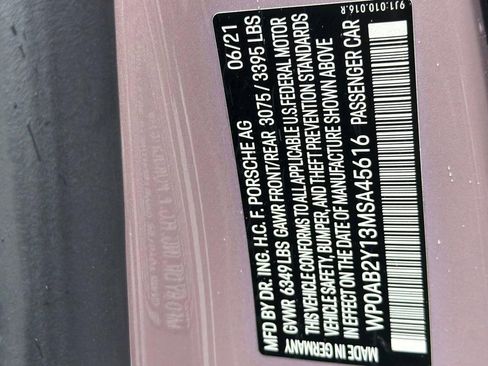 9J1:010.016.R
MFD BY DR. ING. H.C. F. PORSCHE AG 06/21
GVWR 6349 LBS GAWR FRONT/REAR 3075 / 3395 LBS
THIS VEHICLE CONFORMS TO ALL APPLICABLE U.S. FEDERAL MOTOR
VEHICLE SAFETY, BUMPER, AND THEFT PREVENTION STANDARDS
IN EFFECT ON THE DATE OF MANUFACTURE SHOWN ABOVE
WP0AB2Y13MSA45616 PASSENGER CAR
MADE IN GERMANY